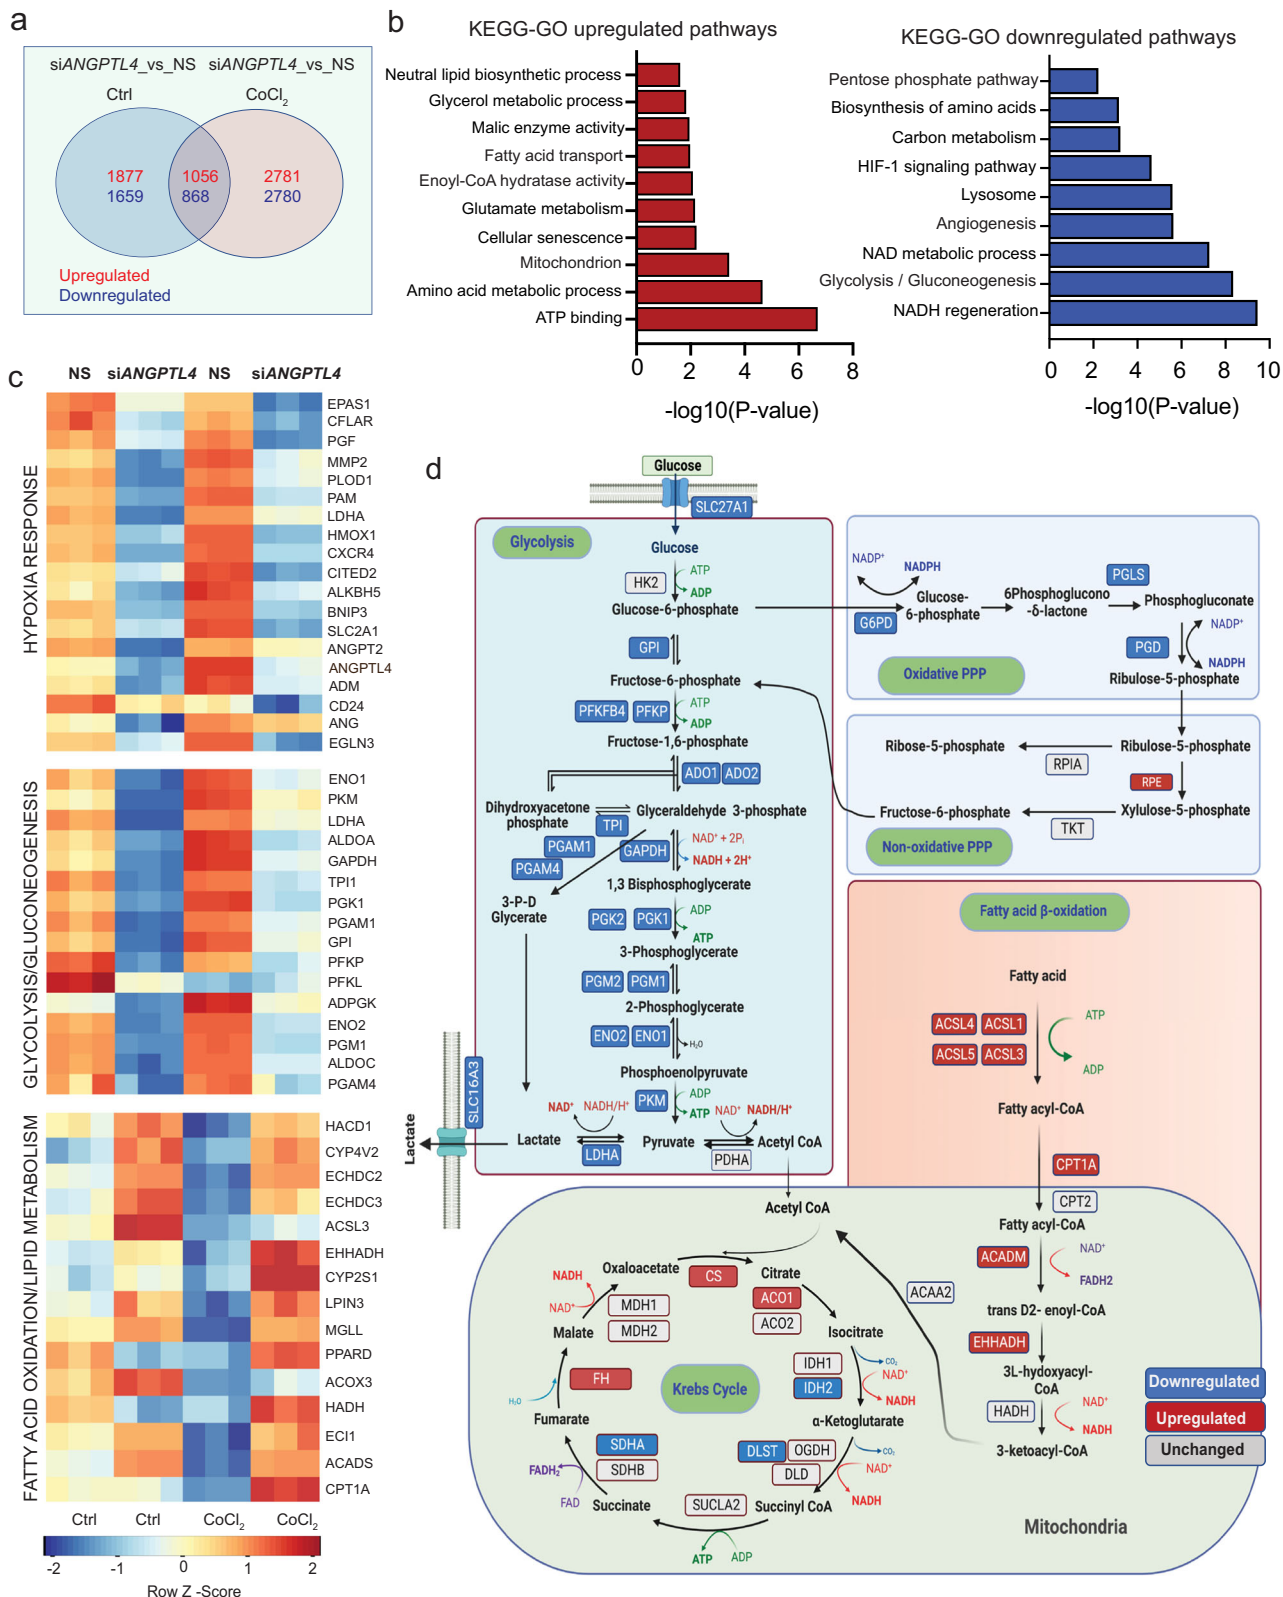 a
siANGPTL4_vs_NS siANGPTL4_vs_NS
Ctrl CoCl2
1877 1056 2781
1659 868 2780
Upregulated
Downregulated
b
KEGG-GO upregulated pathways
Neutral lipid biosynthetic process
Glycerol metabolic process
Malic enzyme activity
Fatty acid transport
Enoyl-CoA hydratase activity
Glutamate metabolism
Cellular senescence
Mitochondrion
Amino acid metabolic process
ATP binding
0 2 4 6 8
-log10(P-value)
KEGG-GO downregulated pathways
Pentose phosphate pathway
Biosynthesis of amino acids
Carbon metabolism
HIF-1 signaling pathway
Lysosome
Angiogenesis
NAD metabolic process
Glycolysis / Gluconeogenesis
NADH regeneration
0 2 4 6 8 10
-log10(P-value)
c
NS siANGPTL4 NS siANGPTL4
HYPOXIA RESPONSE
EPAS1
CFLAR
PGF
MMP2
PLOD1
PAM
LDHA
HMOX1
CXCR4
CITED2
ALKBH5
BNIP3
SLC2A1
ANGPT2
ANGPTL4
ADM
CD24
ANG
EGLN3
GLYCOLYSIS/GLUCONEOGENESIS
ENO1
PKM
LDHA
ALDOA
GAPDH
TPI1
PGK1
PGAM1
GPI
PFKP
PFKL
ADPGK
ENO2
PGM1
ALDOC
PGAM4
FATTY ACID OXIDATION/LIPID METABOLISM
HACD1
CYP4V2
ECHDC2
ECHDC3
ACSL3
EHHADH
CYP2S1
LPIN3
MGLL
PPARD
ACOX3
HADH
ECI1
ACADS
CPT1A
Ctrl Ctrl CoCl2 CoCl2
-2 -1 0 1 2
Row Z -Score
d
Glucose
SLC27A1
Glycolysis
Glucose
HK2
ATP
ADP
Glucose-6-phosphate
GPI
Fructose-6-phosphate
PFKFB4 PFKP
ATP
ADP
Fructose-1,6-phosphate
ADO1 ADO2
Dihydroxyacetone
phosphate
Glyceraldehyde 3-phosphate
TPI
PGAM1
PGAM4
GAPDH
NAD+ + 2Pi
NADH + 2H+
1,3 Bisphosphoglycerate
3-P-D
Glycerate
PGK2 PGK1
ADP
ATP
3-Phosphoglycerate
PGM2 PGM1
2-Phosphoglycerate
ENO2 ENO1
H2O
Phosphoenolpyruvate
PKM
ADP
ATP
SLC16A3
Lactate
NAD+ NADH/H+
NAD+ NADH/H+
Lactate
Pyruvate
Acetyl CoA
LDHA
PDHA
NADP+
NADPH
G6PD
Glucose-
6-phosphate
6Phosphoglucono
-δ-lactone
PGLS
Phosphogluconate
NADP+
PGD
NADPH
Oxidative PPP
Ribulose-5-phosphate
Ribose-5-phosphate
Ribulose-5-phosphate
RPIA
RPE
Fructose-6-phosphate
Xylulose-5-phosphate
TKT
Non-oxidative PPP
Fatty acid β-oxidation
Fatty acid
ACSL4 ACSL1
ACSL5 ACSL3
ATP
ADP
Fatty acyl-CoA
CPT1A
CPT2
Fatty acyl-CoA
ACADM
NAD+
FADH2
trans D2- enoyl-CoA
EHHADH
3L-hydoxyacyl-
CoA
HADH
NAD+
NADH
3-ketoacyl-CoA
ACAA2
Acetyl CoA
Oxaloacetate
CS
Citrate
ACO1
ACO2
Isocitrate
IDH1
IDH2
CO2
NAD+
NADH
α-Ketoglutarate
DLST OGDH
DLD
CO2
NAD+
NADH
Succinyl CoA
SUCLA2
ATP ADP
Succinate
SDHA
SDHB
FADH2
FAD
Fumarate
FH
H2O
Malate
MDH1
MDH2
NADH
NAD+
Krebs Cycle
Mitochondria
Downregulated
Upregulated
Unchanged